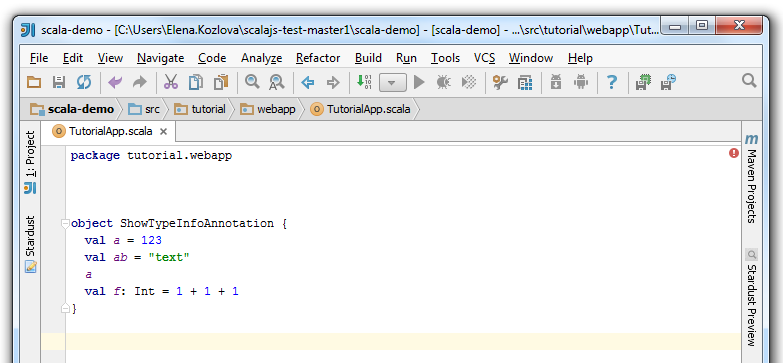 scala-demo - [C:\Users\Elena.Kozlova\scalajs-test-master1\scala-demo] - [scala-demo] - ...\src\tutorial\webapp\Tut...
File Edit View Navigate Code Analyze Refactor Build Run Tools VCS Window Help
scala-demo src tutorial webapp TutorialApp.scala
TutorialApp.scala
1: Project
Stardust
package tutorial.webapp
object ShowTypeInfoAnnotation {
val a = 123
val ab = "text"
a
val f: Int = 1 + 1 + 1
}
Maven Projects
Stardust Preview